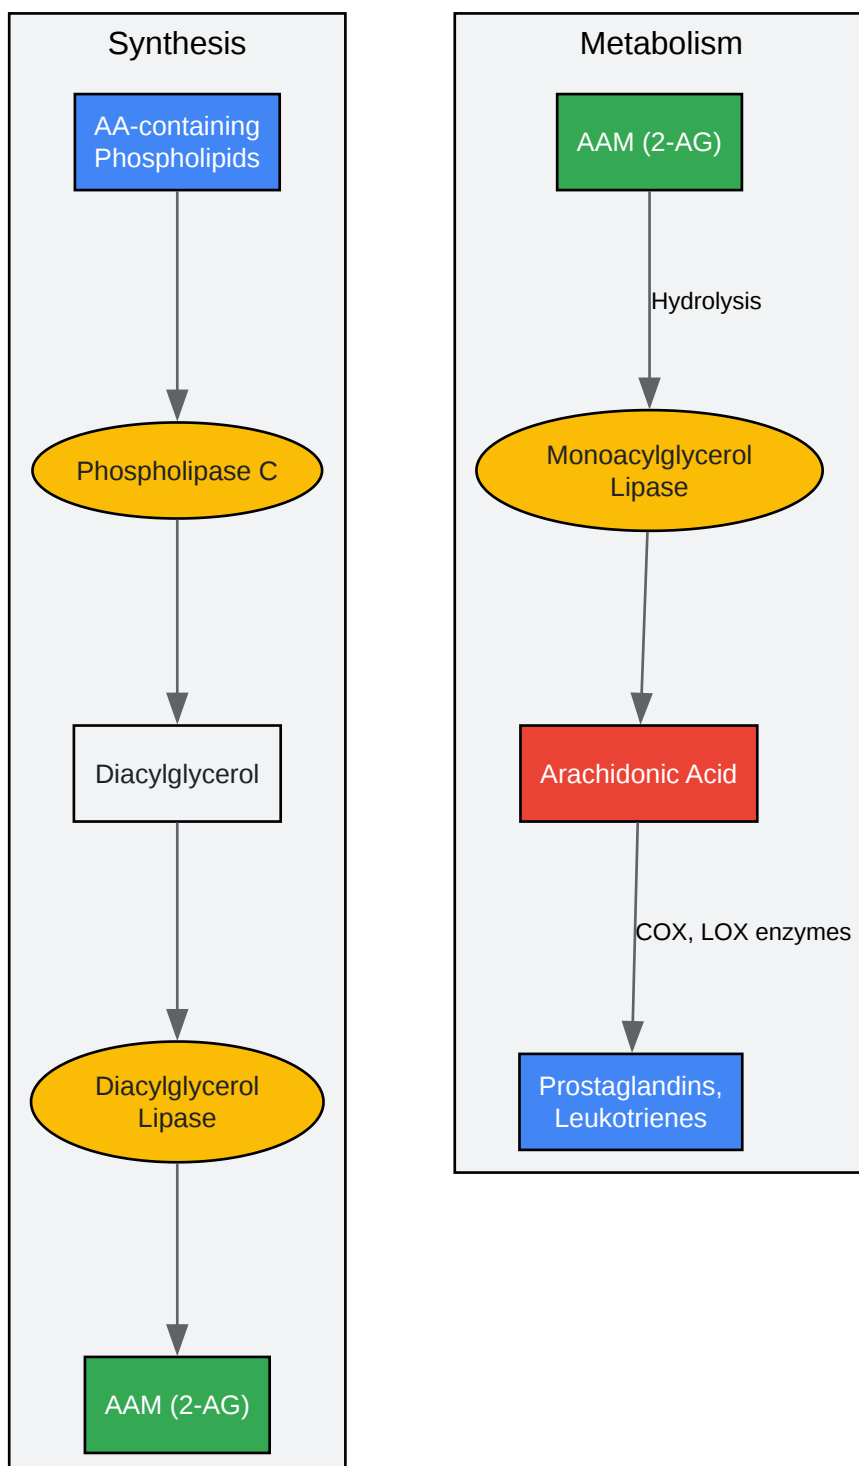 Synthesis
AA-containing
Phospholipids
Phospholipase C
Diacylglycerol
Diacylglycerol
Lipase
AAM (2-AG)
Metabolism
AAM (2-AG)
Hydrolysis
Monoacylglycerol
Lipase
Arachidonic Acid
COX, LOX enzymes
Prostaglandins,
Leukotrienes